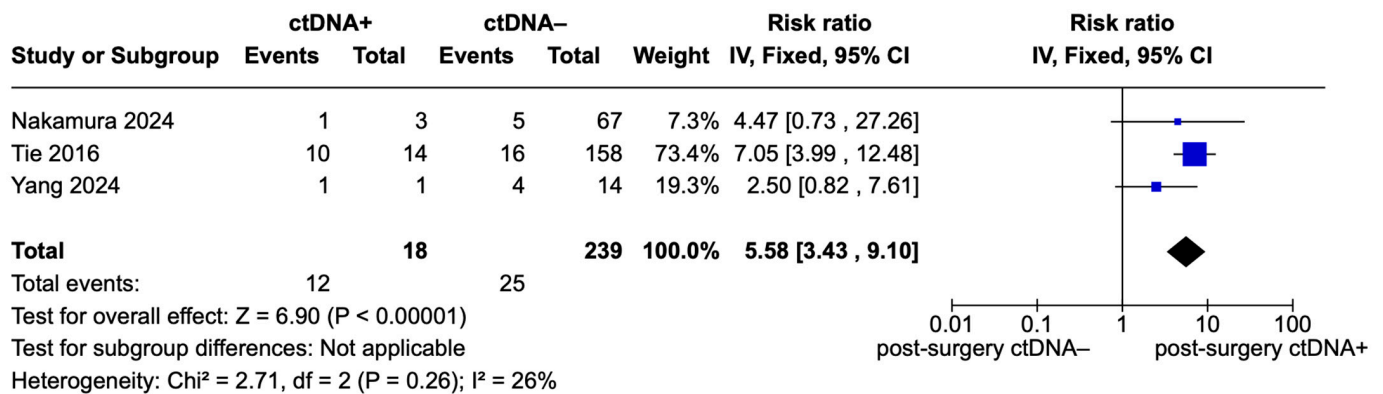 ctDNA+ ctDNA– Risk ratio Risk ratio
Study or Subgroup Events Total Events Total Weight IV, Fixed, 95% CI IV, Fixed, 95% CI
Nakamura 2024 1 3 5 67 7.3% 4.47 [0.73 , 27.26]
Tie 2016 10 14 16 158 73.4% 7.05 [3.99 , 12.48]
Yang 2024 1 1 4 14 19.3% 2.50 [0.82 , 7.61]
Total 18 239 100.0% 5.58 [3.43 , 9.10]
Total events: 12 25
Test for overall effect: Z = 6.90 (P < 0.00001)
Test for subgroup differences: Not applicable
Heterogeneity: Chi² = 2.71, df = 2 (P = 0.26); I² = 26%
0.01 0.1 1 10 100
post-surgery ctDNA– post-surgery ctDNA+